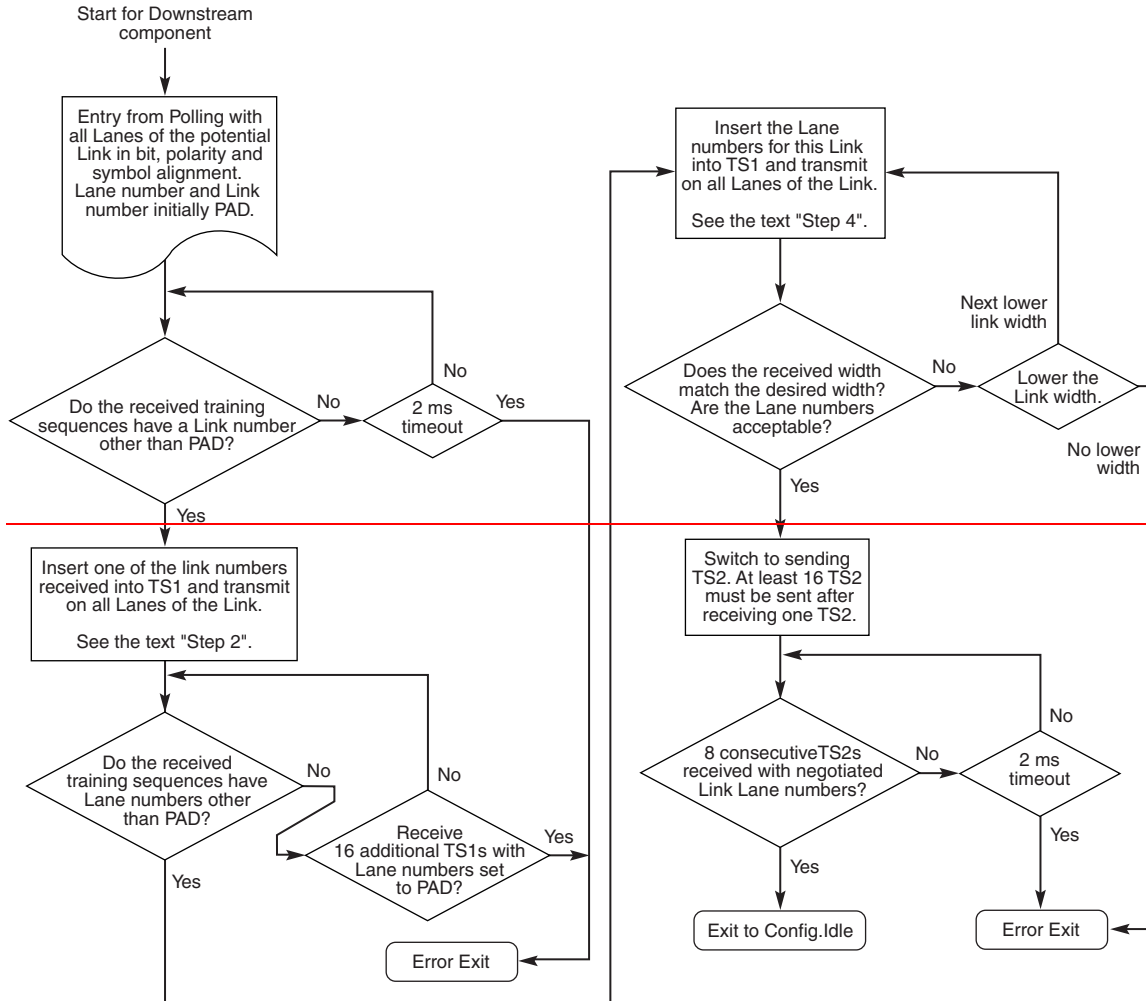 Start for Downstream
component
Entry from Polling with
all Lanes of the potential
Link in bit, polarity and
symbol alignment.
Lane number and Link
number initially PAD.
Do the received training
sequences have a Link number
other than PAD?
No
2 ms
timeout
No
Yes
Yes
Insert one of the link numbers
received into TS1 and transmit
on all Lanes of the Link.
See the text "Step 2".
Do the received
training sequences have
Lane numbers other
than PAD?
No
No
Receive
16 additional TS1s with
Lane numbers set
to PAD?
Yes
Yes
Error Exit
Insert the Lane
numbers for this Link
into TS1 and transmit
on all Lanes of the Link.
See the text "Step 4".
Next lower
link width
Does the received width
match the desired width?
Are the Lane numbers
acceptable?
No
Lower the
Link width.
No lower
width
Yes
Switch to sending
TS2. At least 16 TS2
must be sent after
receiving one TS2.
8 consecutiveTS2s
received with negotiated
Link Lane numbers?
No
No
2 ms
timeout
Yes
Yes
Exit to Config.Idle
Error Exit